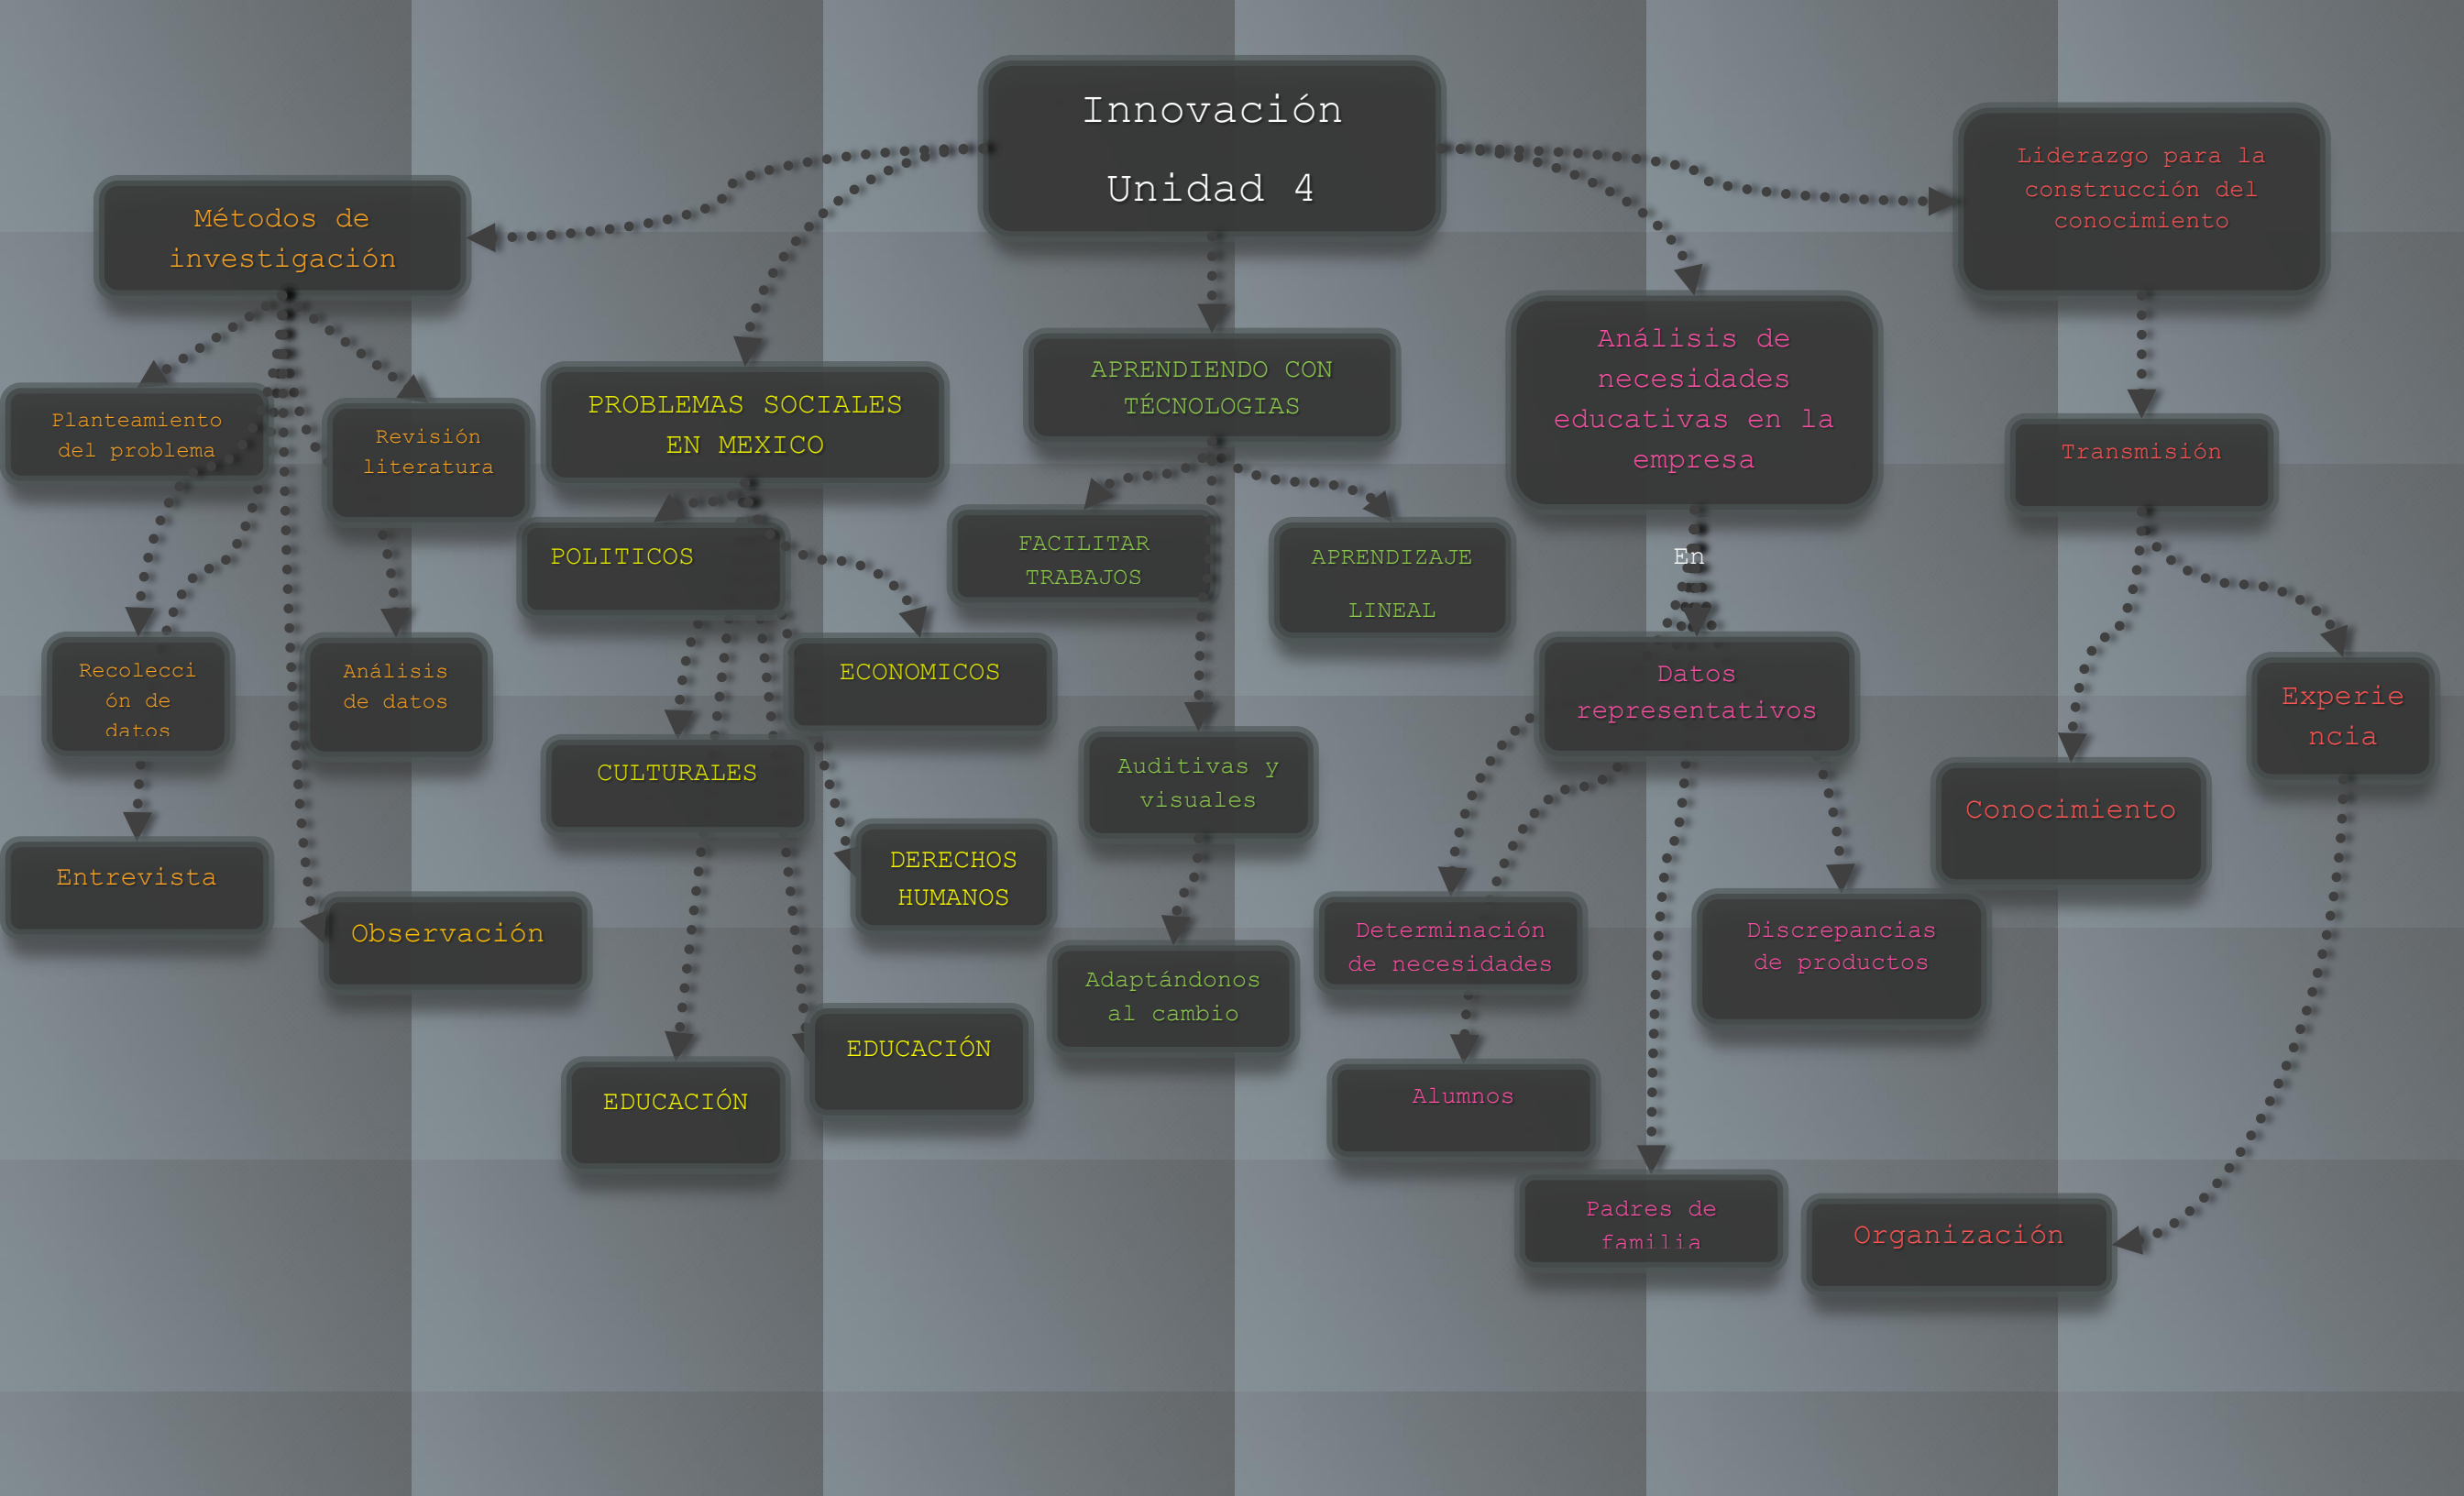 Innovación
Unidad 4
Métodos de
investigación
Planteamiento
del problema
Revisión
literatura
Recolecci
ón de
datos
Análisis
de datos
Entrevista
Observación
PROBLEMAS SOCIALES
EN MEXICO
POLITICOS
ECONOMICOS
CULTURALES
DERECHOS
HUMANOS
EDUCACIÓN
EDUCACIÓN
APRENDIENDO CON
TÉCNOLOGIAS
FACILITAR
TRABAJOS
APRENDIZAJE
LINEAL
Auditivas y
visuales
Adaptándonos
al cambio
Análisis de
necesidades
educativas en la
empresa
En
Datos
representativos
Determinación
de necesidades
Discrepancias
de productos
Alumnos
Padres de
familia
Liderazgo para la
construcción del
conocimiento
Transmisión
Experie
ncia
Conocimiento
Organización